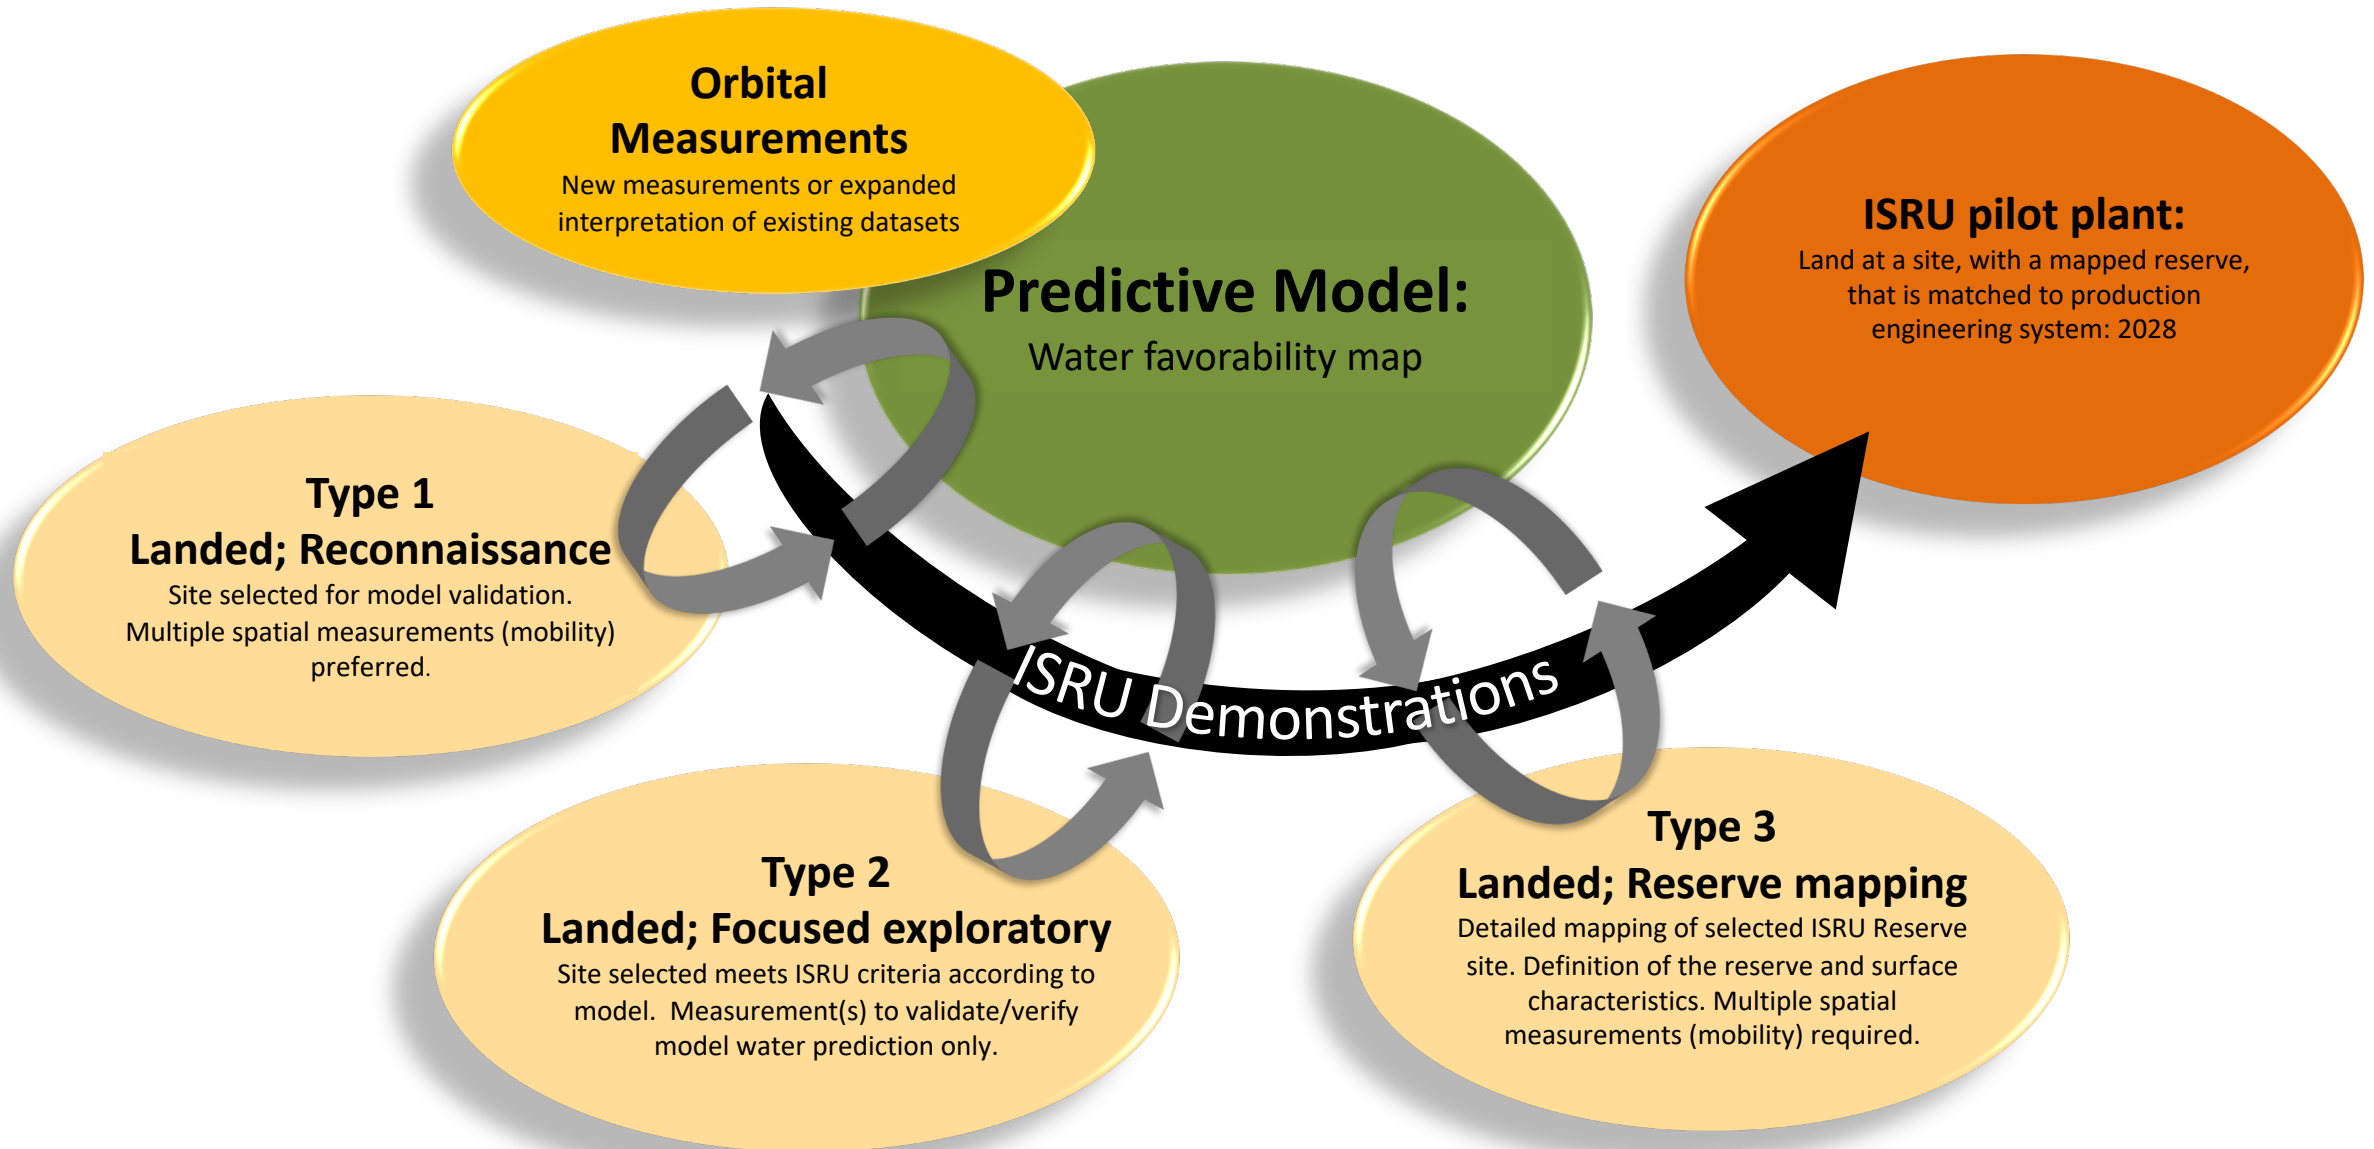 Orbital
Measurements
New measurements or expanded
interpretation of existing datasets
Predictive Model:
Water favorability map
ISRU pilot plant:
Land at a site, with a mapped reserve,
that is matched to production
engineering system: 2028
Type 1
Landed; Reconnaissance
Site selected for model validation.
Multiple spatial measurements (mobility)
preferred.
ISRU Demonstrations
Type 2
Landed; Focused exploratory
Site selected meets ISRU criteria according to
model.  Measurement(s) to validate/verify
model water prediction only.
Type 3
Landed; Reserve mapping
Detailed mapping of selected ISRU Reserve
site. Definition of the reserve and surface
characteristics. Multiple spatial
measurements (mobility) required.